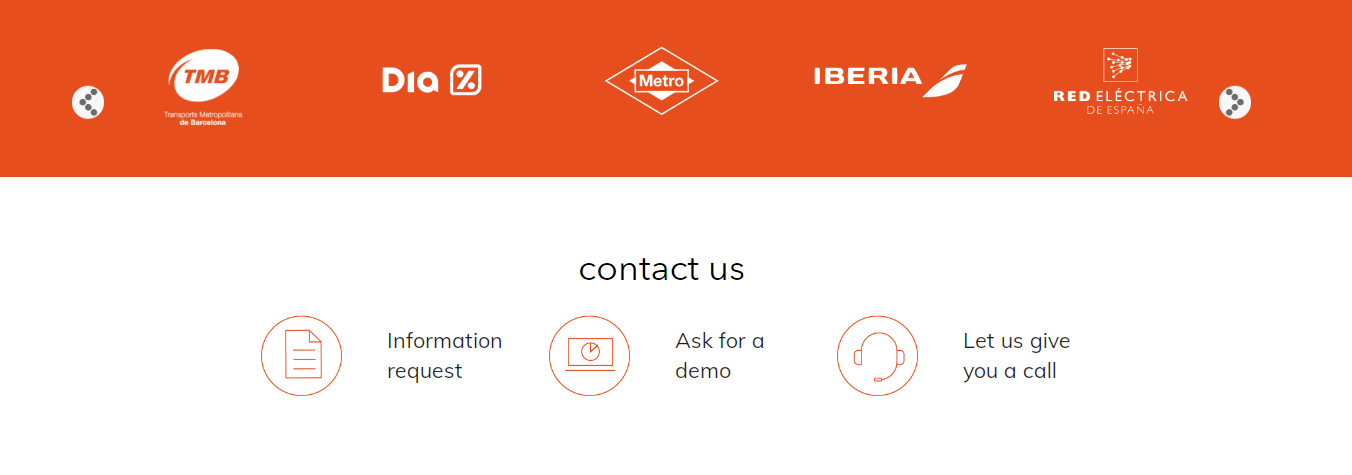 TMB
Transports Metropolitans
de Barcelona
Dia
Metro
IBERIA
RED ELÉCTRICA
DE ESPAÑA
contact us
Information
request
Ask for a
demo
Let us give
you a call